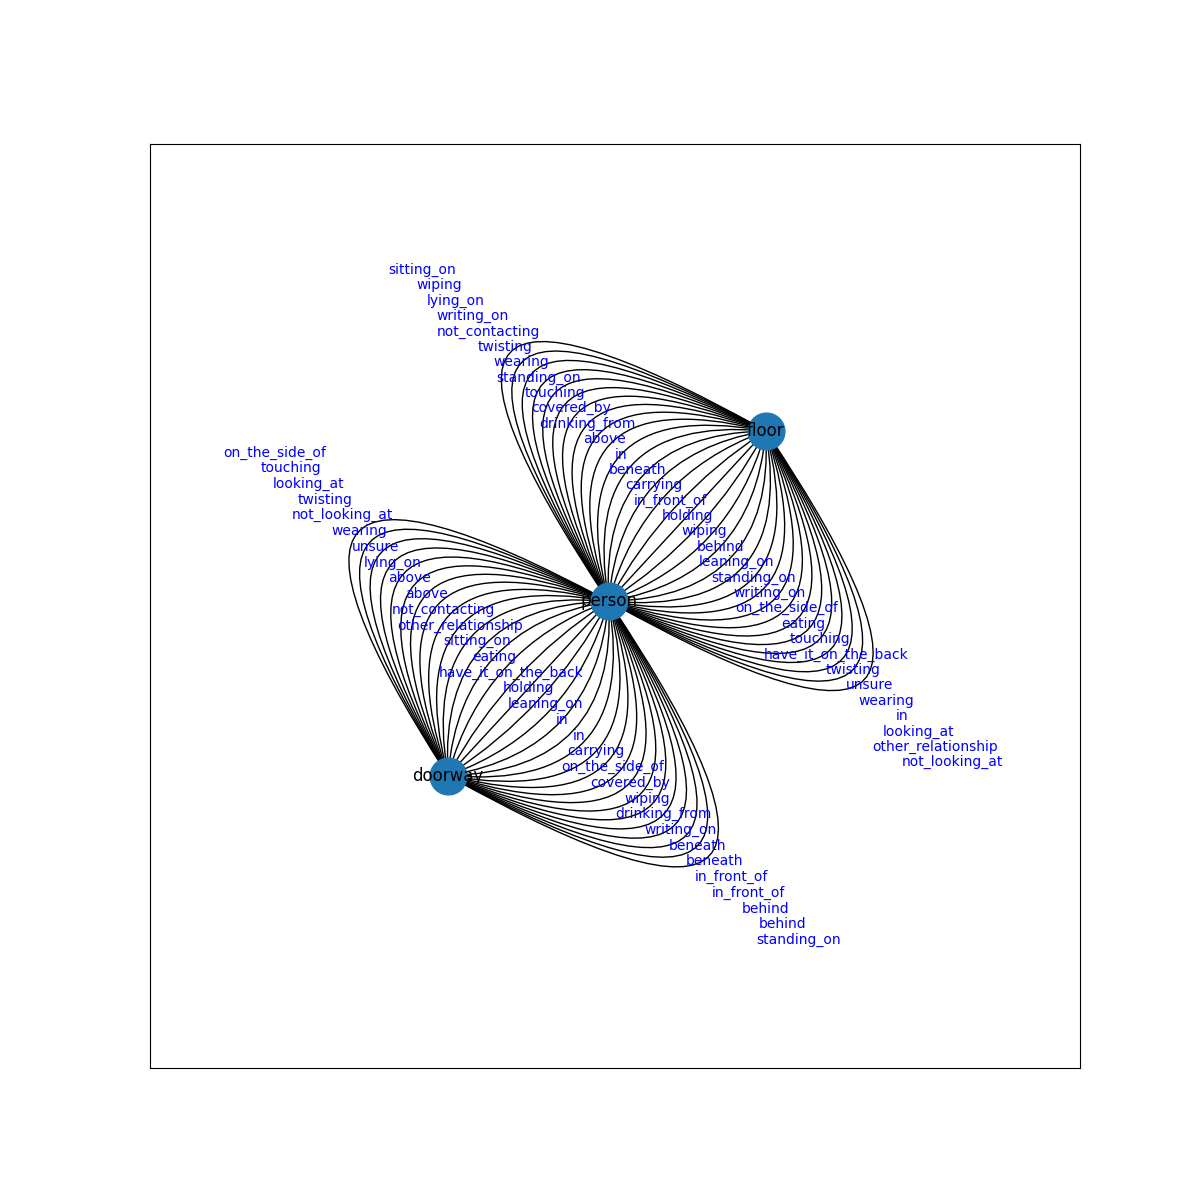 sitting_on
wiping
lying_on
writing_on
not_contacting
twisting
wearing
standing_on
touching
covered_by
drinking_from
floor
above
in
beneath
carrying
in_front_of
holding
wiping
behind
leaning_on
standing_on
writing_on
on_the_side_of
eating
touching
have_it_on_the_back
twisting
unsure
wearing
in
looking_at
other_relationship
not_looking_at
person
on_the_side_of
touching
looking_at
twisting
not_looking_at
wearing
unsure
lying_on
above
above
not_contacting
other_relationship
sitting_on
eating
have_it_on_the_back
holding
leaning_on
in
in
carrying
on_the_side_of
doorway
covered_by
wiping
drinking_from
writing_on
beneath
beneath
in_front_of
in_front_of
behind
behind
standing_on